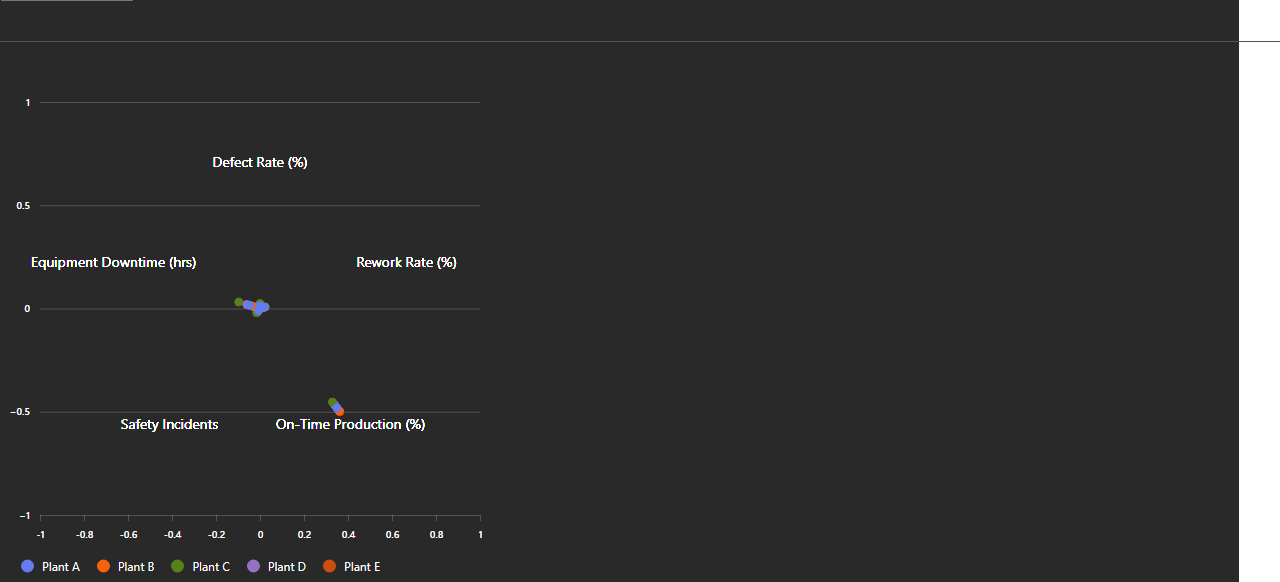 1
Defect Rate (%)
0.5
Equipment Downtime (hrs)
Rework Rate (%)
0
−0.5
Safety Incidents
On-Time Production (%)
−1
-1 -0.8 -0.6 -0.4 -0.2 0 0.2 0.4 0.6 0.8 1
Plant A Plant B Plant C Plant D Plant E